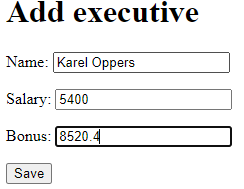 Add executive
Name: Karel Oppers
Salary: 5400
Bonus: 8520.4
Save